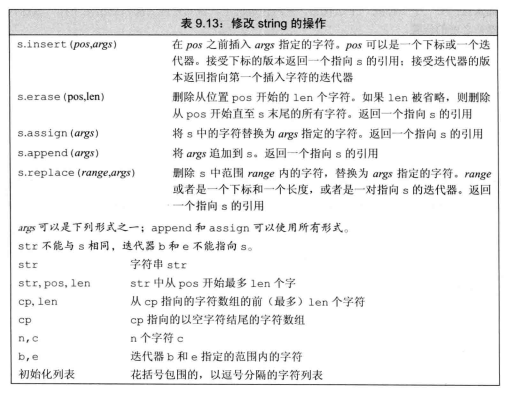 表 9.13：修改 string 的操作
s.insert(pos,args) 在 pos 之前插入 args 指定的字符。pos 可以是一个下标或一个迭
代器。接受下标的版本返回一个指向 s 的引用；接受迭代器的版
本返回指向第一个插入字符的迭代器
s.erase(pos,len) 删除从位置 pos 开始的 len 个字符。如果 len 被省略，则删除
从 pos 开始直至 s 末尾的所有字符。返回一个指向 s 的引用
s.assign(args) 将 s 中的字符替换为 args 指定的字符。返回一个指向 s 的引用
s.append(args) 将 args 追加到 s。返回一个指向 s 的引用
s.replace(range,args) 删除 s 中范围 range 内的字符，替换为 args 指定的字符。range
或者是一个下标和一个长度，或者是一对指向 s 的迭代器。返回
一个指向 s 的引用
args 可以是下列形式之一；append 和 assign 可以使用所有形式。
str 不能与 s 相同，迭代器 b 和 e 不能指向 s。
str 字符串 str
str,pos,len str 中从 pos 开始最多 len 个字
cp,len 从 cp 指向的字符数组的前（最多）len 个字符
cp cp 指向的以空字符结尾的字符数组
n,c n 个字符 c
b,e 迭代器 b 和 e 指定的范围内的字符
初始化列表 花括号包围的，以逗号分隔的字符列表